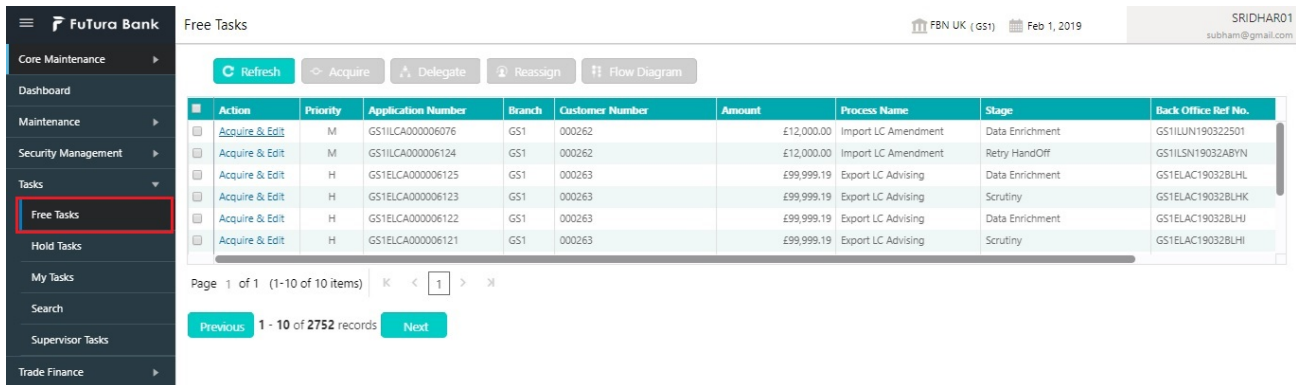 FuTura Bank
Free Tasks
FBN UK (GS1)
Feb 1, 2019
SRIDHAR01
subham@gmail.com
Core Maintenance
Dashboard
Maintenance
Security Management
Tasks
Free Tasks
Hold Tasks
My Tasks
Search
Supervisor Tasks
Trade Finance
Refresh Acquire Delegate Reassign Flow Diagram
Action Priority Application Number Branch Customer Number Amount Process Name Stage Back Office Ref No.
Acquire & Edit M GS1ILCA000006076 GS1 000262 £12,000.00 Import LC Amendment Data Enrichment GS1ILUN190322501
Acquire & Edit M GS1ILCA000006124 GS1 000262 £12,000.00 Import LC Amendment Retry HandOff GS1ILSN19032ABYN
Acquire & Edit H GS1ELCA000006125 GS1 000263 £99,999.19 Export LC Advising Data Enrichment GS1ELAC19032BLHL
Acquire & Edit H GS1ELCA000006123 GS1 000263 £99,999.19 Export LC Advising Scrutiny GS1ELAC19032BLHK
Acquire & Edit H GS1ELCA000006122 GS1 000263 £99,999.19 Export LC Advising Data Enrichment GS1ELAC19032BLHJ
Acquire & Edit H GS1ELCA000006121 GS1 000263 £99,999.19 Export LC Advising Scrutiny GS1ELAC19032BLHI
Page 1 of 1 (1-10 of 10 items) 1
Previous 1 - 10 of 2752 records Next